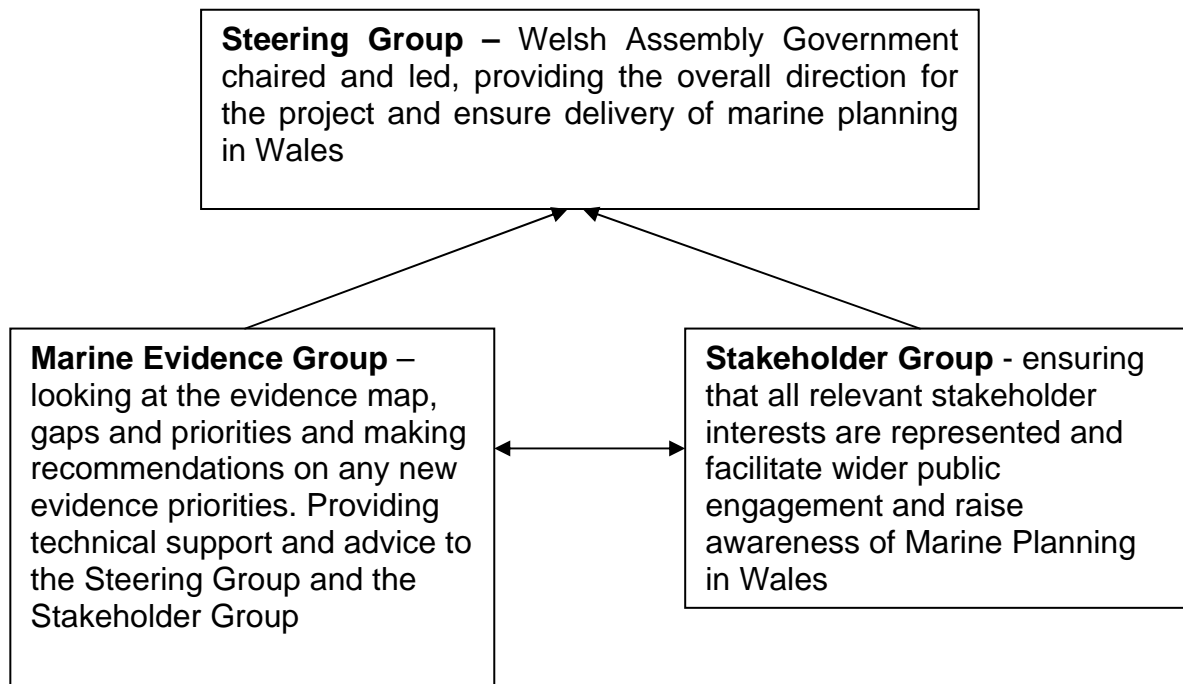 Steering Group – Welsh Assembly Government
chaired and led, providing the overall direction for
the project and ensure delivery of marine planning
in Wales
Marine Evidence Group –
looking at the evidence map,
gaps and priorities and making
recommendations on any new
evidence priorities. Providing
technical support and advice to
the Steering Group and the
Stakeholder Group
Stakeholder Group - ensuring
that all relevant stakeholder
interests are represented and
facilitate wider public
engagement and raise
awareness of Marine Planning
in Wales